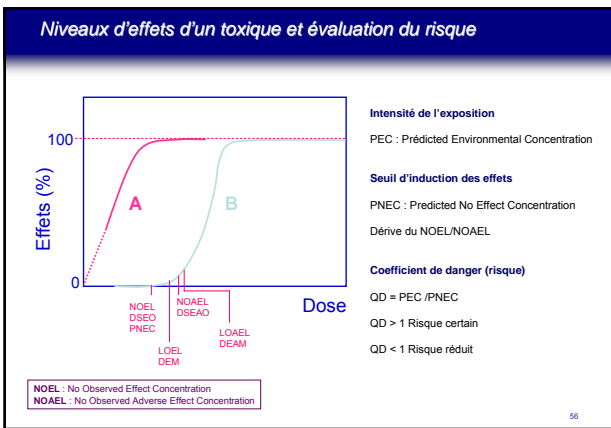 Niveaux d'effets d'un toxique et évaluation du risque
100
0
Effets (%)
A
B
Dose
NOEL
DSEO
PNEC
LOEL
DEM
NOAEL
DSEAO
LOAEL
DEAM
Intensité de l'exposition
PEC : Prédicted Environmental Concentration
Seuil d'induction des effets
PNEC : Predicted No Effect Concentration
Dérive du NOEL/NOAEL
Coefficient de danger (risque)
QD = PEC /PNEC
QD > 1 Risque certain
QD < 1 Risque réduit
NOEL : No Observed Effect Concentration
NOAEL : No Observed Adverse Effect Concentration
56